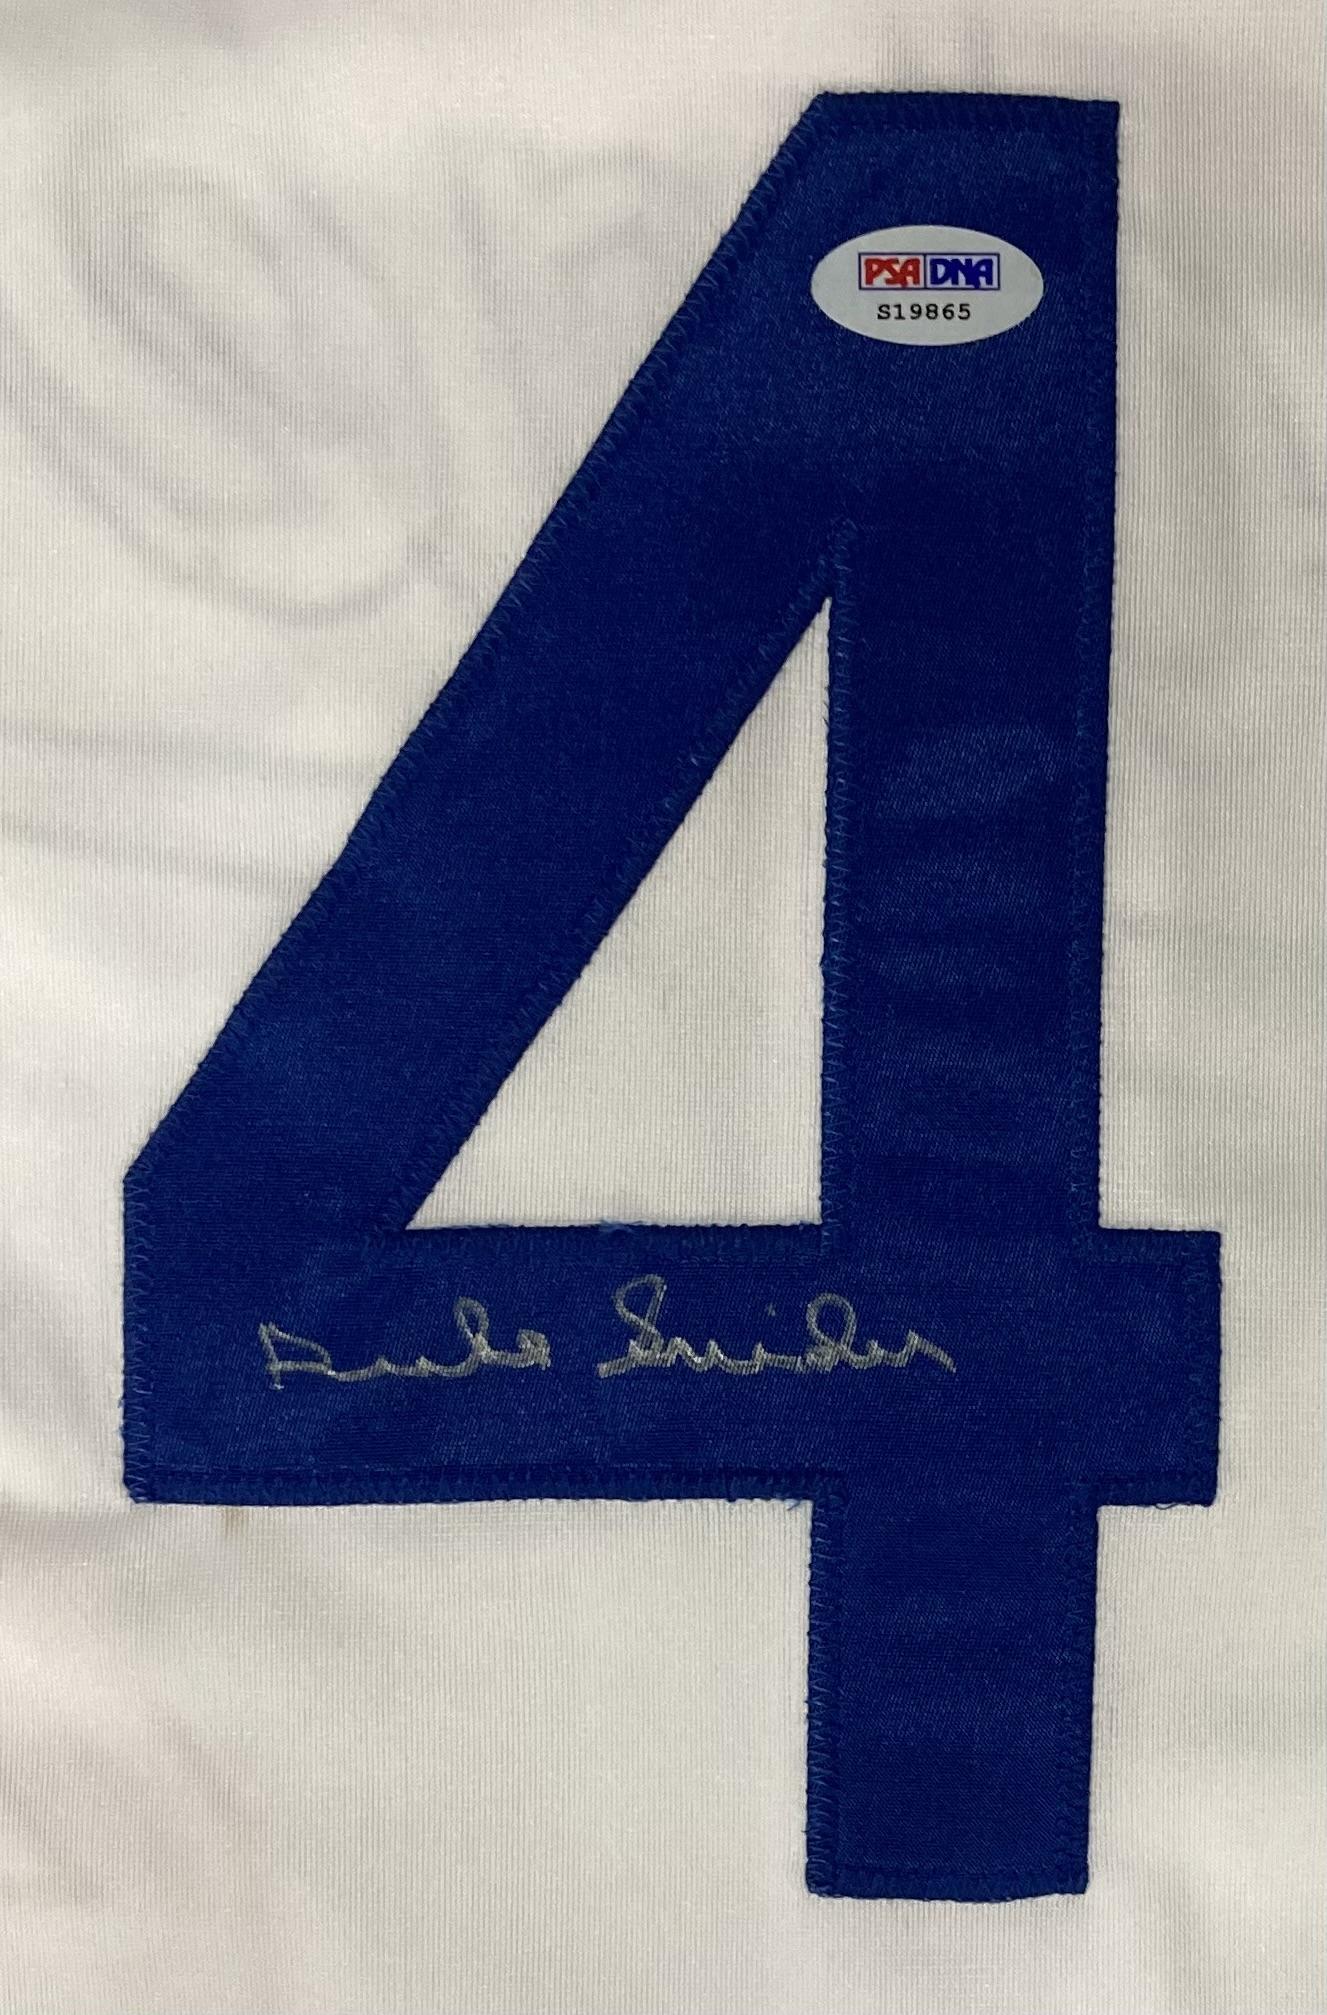 PSA DNA
S19865
4
Duke Snider